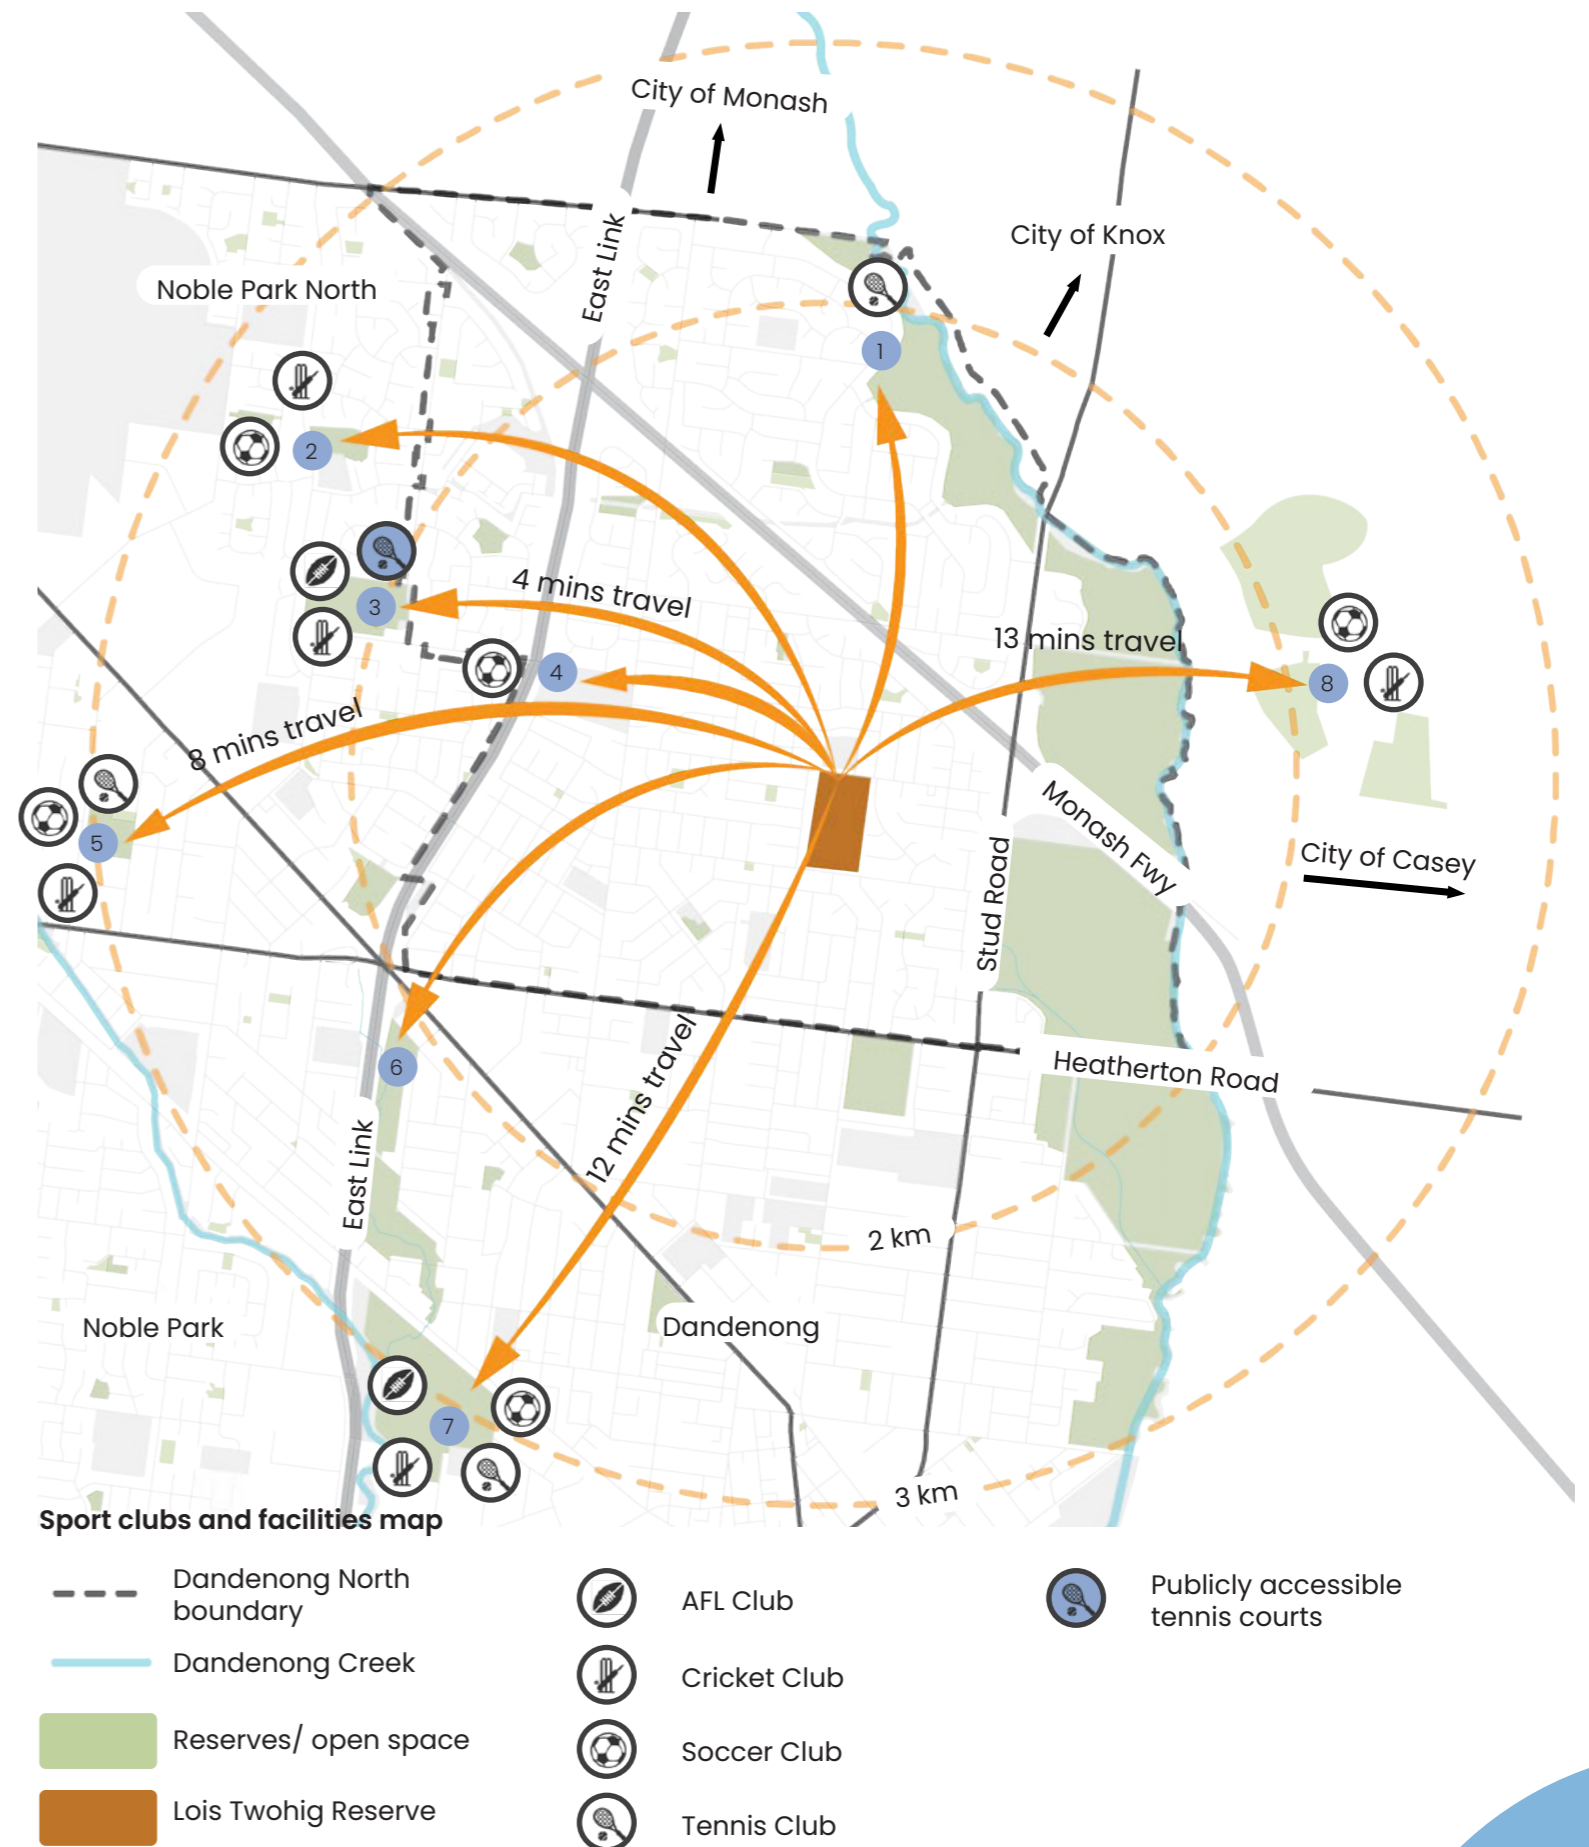 City of Monash
City of Knox
East Link
Noble Park North
1
2
3
4 mins travel
4
13 mins travel
8
8 mins travel
5
Monash Fwy
City of Casey
Stud Road
6
Heatherton Road
12 mins travel
East Link
2 km
Noble Park
Dandenong
7
3 km
Sport clubs and facilities map
Dandenong North
boundary
Dandenong Creek
Reserves/ open space
Lois Twohig Reserve
AFL Club
Cricket Club
Soccer Club
Tennis Club
Publicly accessible
tennis courts